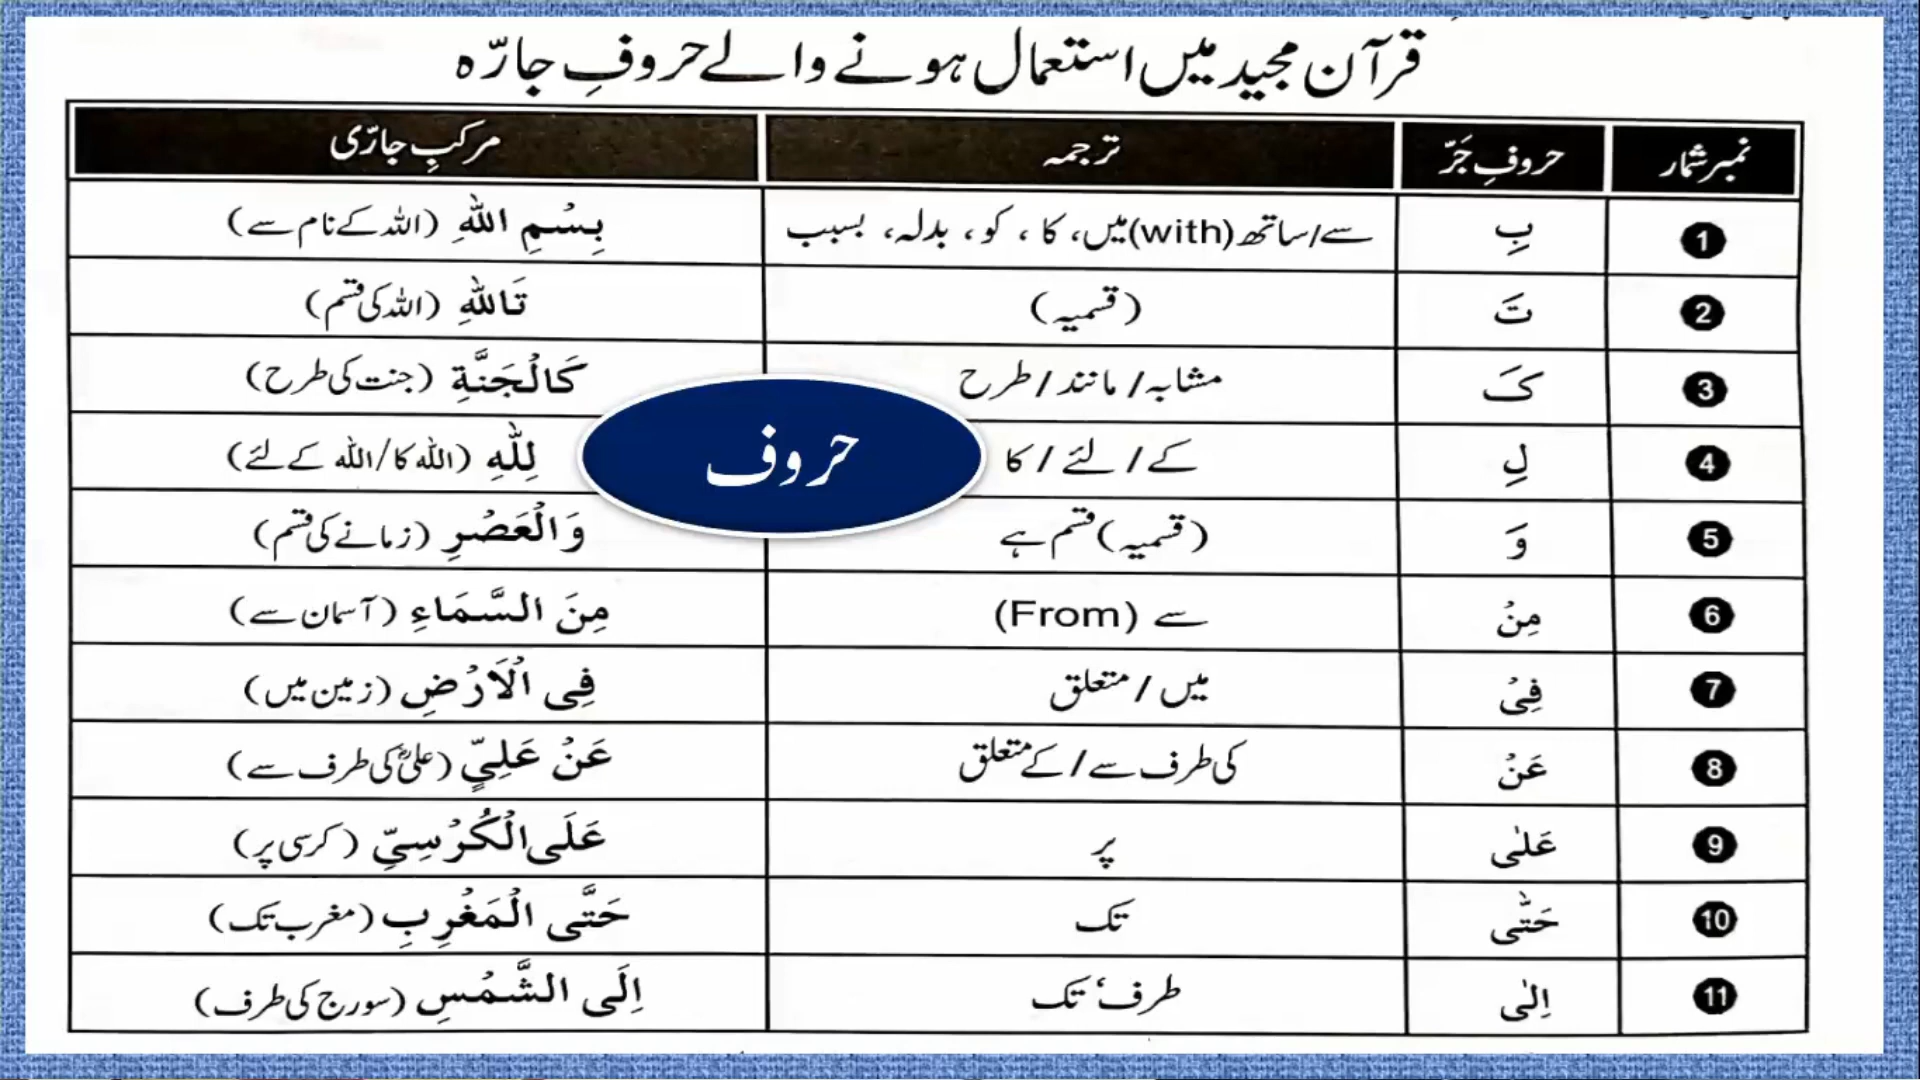 قرآن مجید میں استعمال ہونے والے حروفِ جارّہ
نمبر شمار حروفِ جَرّ ترجمہ مرکبِ جارّی
1 بِ سے/ساتھ(with)میں، کا ، کو ، بدلہ، بسبب بِسْمِ اللّٰهِ (اللہ کے نام سے)
2 تَ (قسمیہ) تَاللّٰهِ (اللہ کی قسم)
3 کَ مشابہ/ مانند/ طرح كَالْجَنَّةِ (جنت کی طرح)
4 لِ کے/ لئے/ کا لِلّٰهِ (اللہ کا/اللہ کے لئے)
حروف
5 وَ (قسمیہ) قسم ہے وَالْعَصْرِ (زمانے کی قسم)
6 مِنْ سے (From) مِنَ السَّمَاءِ (آسمان سے)
7 فِیْ میں/ متعلق فِی الْاَرْضِ (زمین میں)
8 عَنْ کی طرف سے/ کے متعلق عَنْ عَلِیٍّ (علیؓ کی طرف سے)
9 عَلٰی پر عَلَی الْكُرْسِیِّ (کرسی پر)
10 حَتّٰی تک حَتَّی الْمَغْرِبِ (مغرب تک)
11 اِلٰی طرف، تک اِلَی الشَّمْسِ (سورج کی طرف)